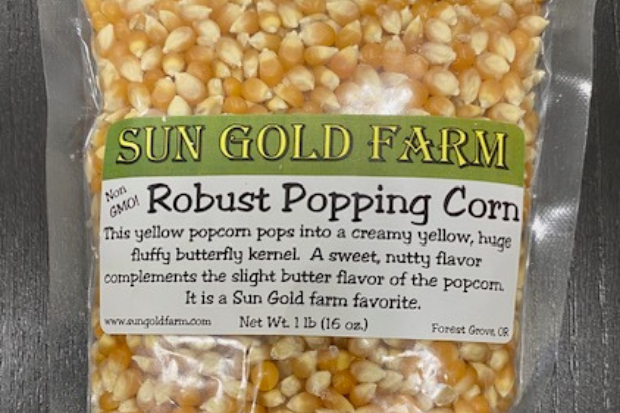 SUN GOLD FARM
Non GMO! Robust Popping Corn
This yellow popcorn pops into a creamy yellow, huge
fluffy butterfly kernel. A sweet, nutty flavor
complements the slight butter flavor of the popcorn.
It is a Sun Gold farm favorite.
www.sungoldfarm.com Net Wt. 1 lb (16 oz.) Forest Grove, OR